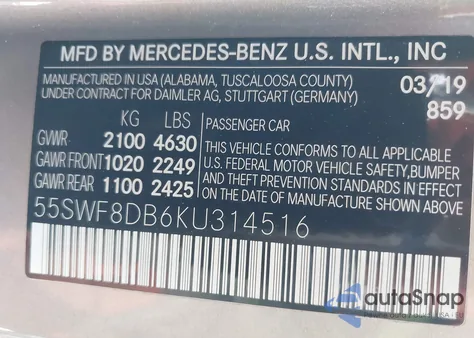 MFD BY MERCEDES-BENZ U.S. INTL., INC
MANUFACTURED IN USA (ALABAMA, TUSCALOOSA COUNTY) 03/19
UNDER CONTRACT FOR DAIMLER AG, STUTTGART (GERMANY) 859
KG LBS
GVWR 2100 4630
GAWR FRONT 1020 2249
GAWR REAR 1100 2425
PASSENGER CAR
THIS VEHICLE CONFORMS TO ALL APPLICABLE
U.S. FEDERAL MOTOR VEHICLE SAFETY, BUMPER
AND THEFT PREVENTION STANDARDS IN EFFECT
ON THE DATE OF MANUFACTURE SHOWN ABOVE
55SWF8DB6KU314516
autoSnap